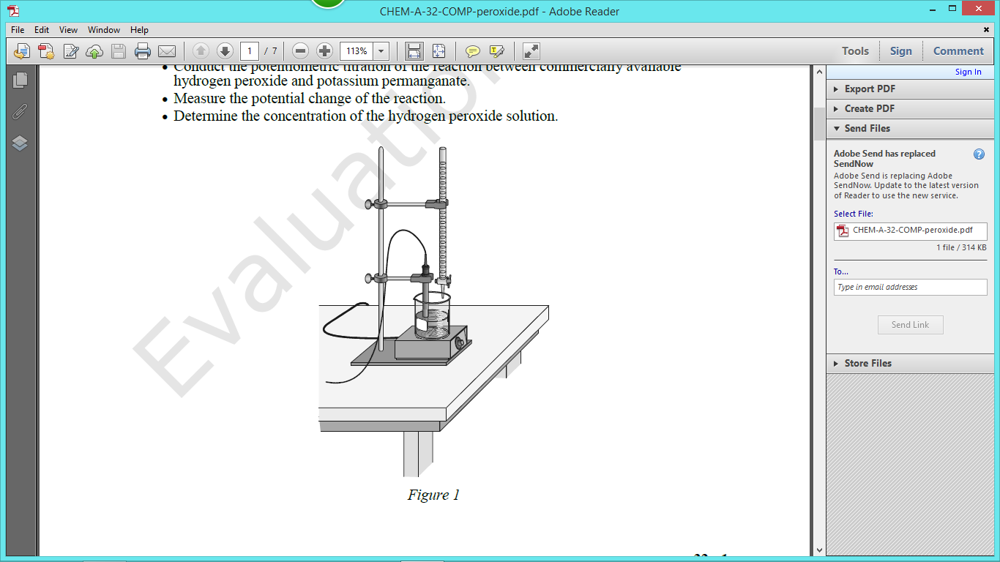 CHEM-A-32-COMP-peroxide.pdf - Adobe Reader
File Edit View Window Help
1 / 7 113% Tools Sign Comment
Sign In
• Conduct the potentiometric titration of the reaction between commercially available
hydrogen peroxide and potassium permanganate.
• Measure the potential change of the reaction.
• Determine the concentration of the hydrogen peroxide solution.
Evaluation
Figure 1
Export PDF
Create PDF
Send Files
Adobe Send has replaced
SendNow
Adobe Send is replacing Adobe
SendNow. Update to the latest version
of Reader to use the new service.
Select File:
CHEM-A-32-COMP-peroxide.pdf
1 file / 314 KB
To...
Type in email addresses
Send Link
Store Files